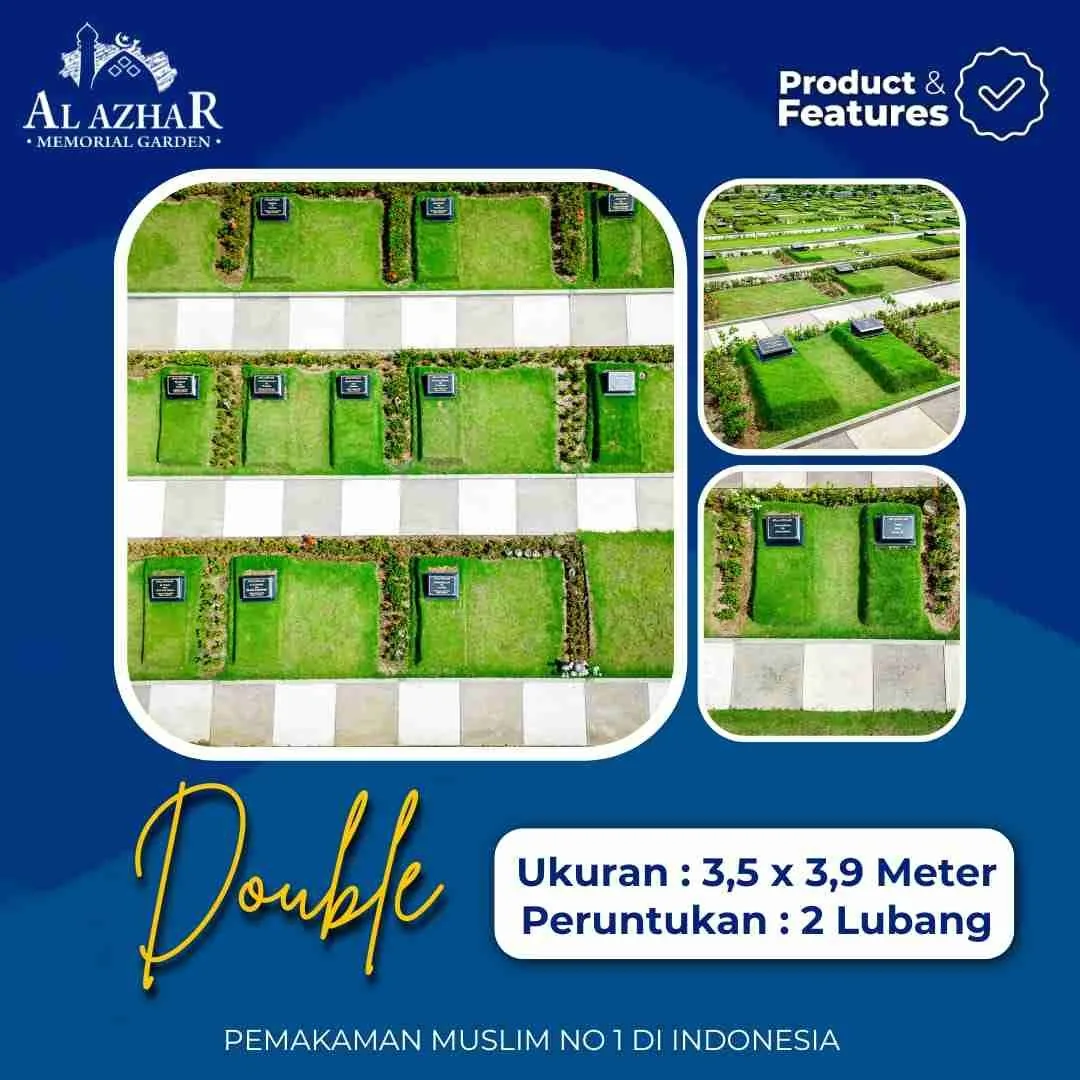 AL AZHAR
• MEMORIAL GARDEN •
Product &
Features
Double
Ukuran : 3,5 x 3,9 Meter
Peruntukan : 2 Lubang
PEMAKAMAN MUSLIM NO 1 DI INDONESIA